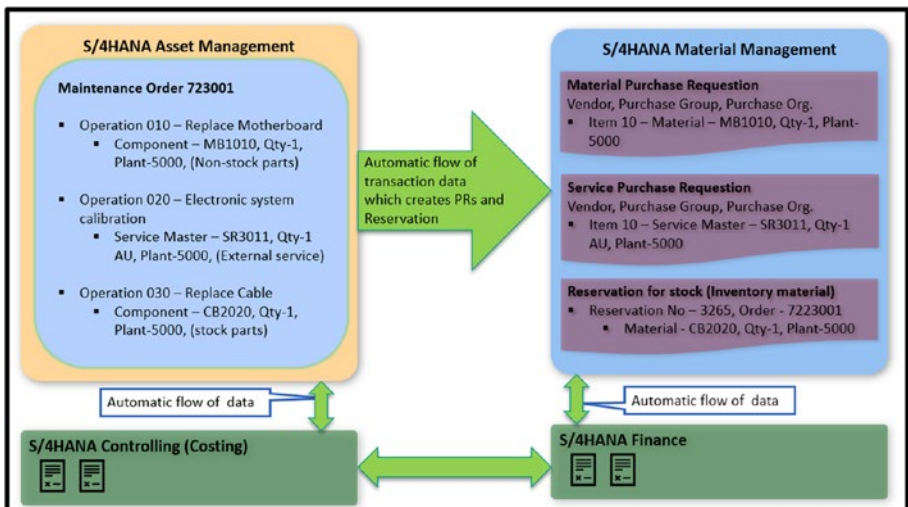 S/4HANA Asset Management
Maintenance Order 723001
▪ Operation 010 – Replace Motherboard
▪ Component – MB1010, Qty-1,
Plant-5000, (Non-stock parts)
▪ Operation 020 – Electronic system
calibration
▪ Service Master – SR3011, Qty-1
AU, Plant-5000, (External service)
▪ Operation 030 – Replace Cable
▪ Component – CB2020, Qty-1,
Plant-5000, (stock parts)
Automatic flow of
transaction data
which creates PRs and
Reservation
S/4HANA Material Management
Material Purchase Requestion
Vendor, Purchase Group, Purchase Org.
▪ Item 10 – Material – MB1010, Qty-1, Plant-
5000
Service Purchase Requestion
Vendor, Purchase Group, Purchase Org.
▪ Item 10 – Service Master – SR3011, Qty-1
AU, Plant-5000
Reservation for stock (Inventory material)
▪ Reservation No – 3265, Order - 7223001
▪ Material - CB2020, Qty-1, Plant-5000
Automatic flow of data
Automatic flow of data
S/4HANA Controlling (Costing)
S/4HANA Finance